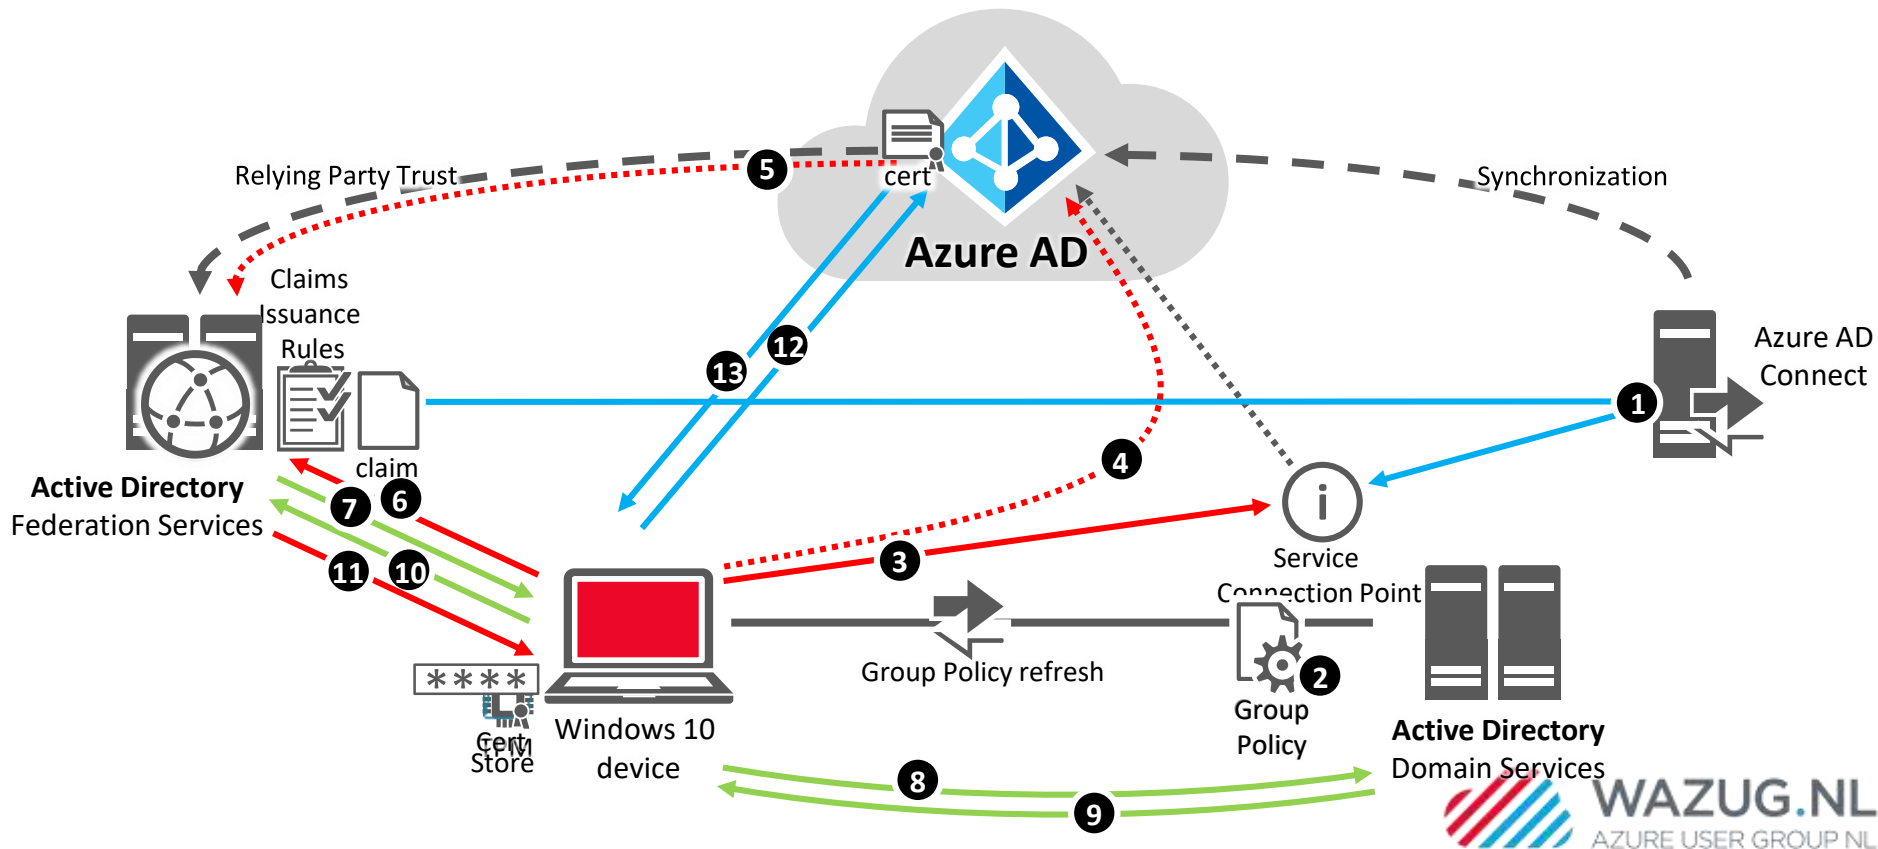 cert
5
Relying Party Trust
Synchronization
Azure AD
Claims
Issuance
Rules
12
13
Azure AD
Connect
1
claim
4
Active Directory
Federation Services
7
6
i
3
Service
Connection Point
11
10
Group Policy refresh
2
****
Group
Policy
Cert
TPM
Store
Windows 10
device
Active Directory
Domain Services
8
9
WAZUG.NL
AZURE USER GROUP NL